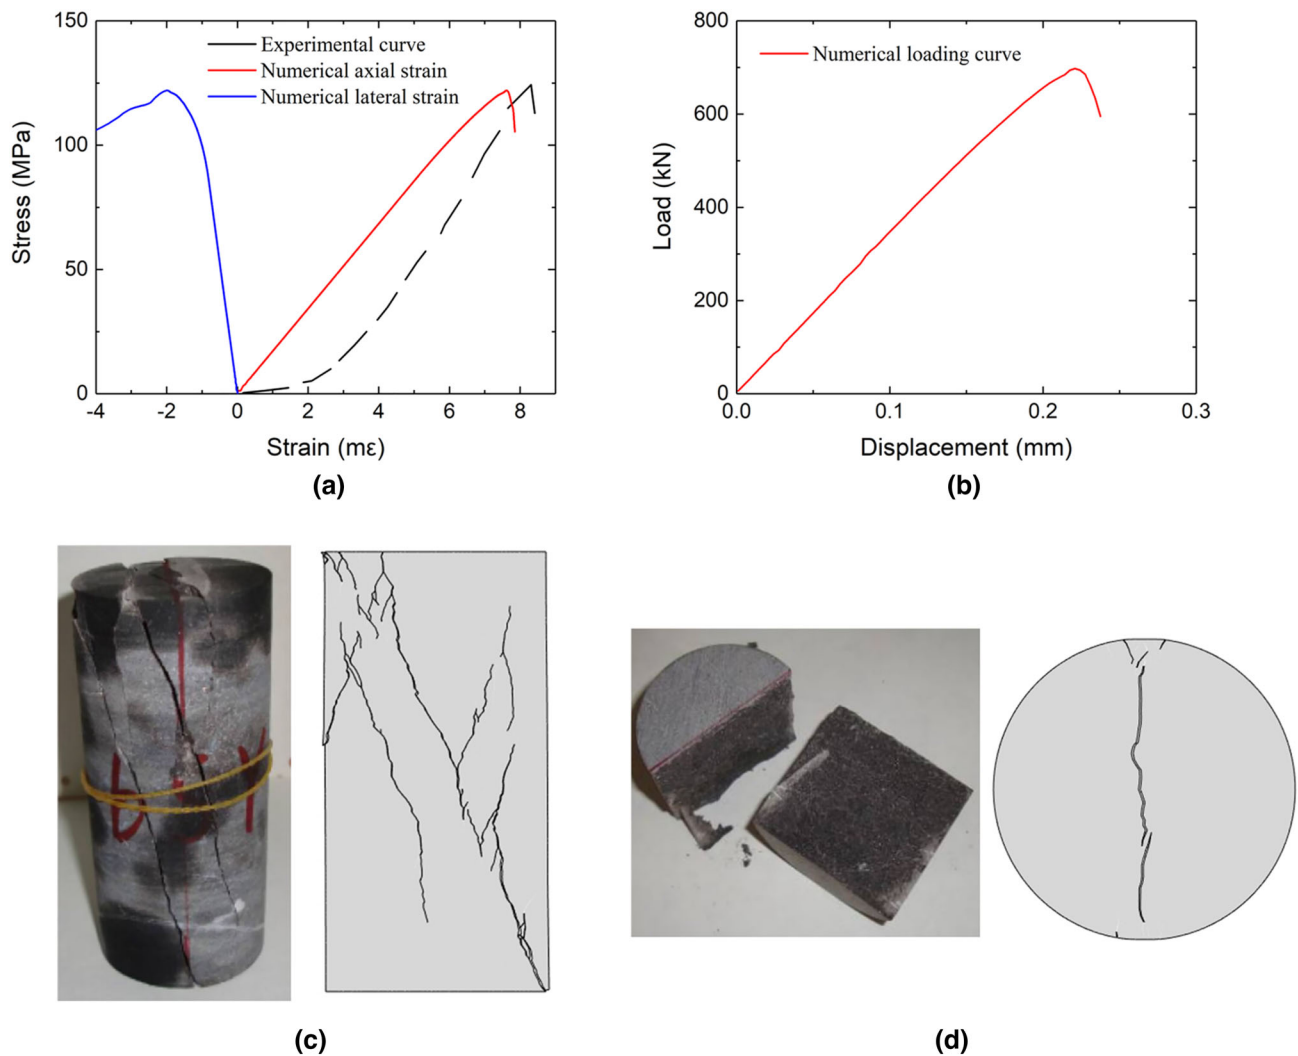 150
100
50
0
Stress (MPa)
Experimental curve
Numerical axial strain
Numerical lateral strain
-4 -2 0 2 4 6 8
Strain (mε)
(a)
800
600
400
200
0
Load (kN)
Numerical loading curve
0.0 0.1 0.2 0.3
Displacement (mm)
(b)
(c)
(d)